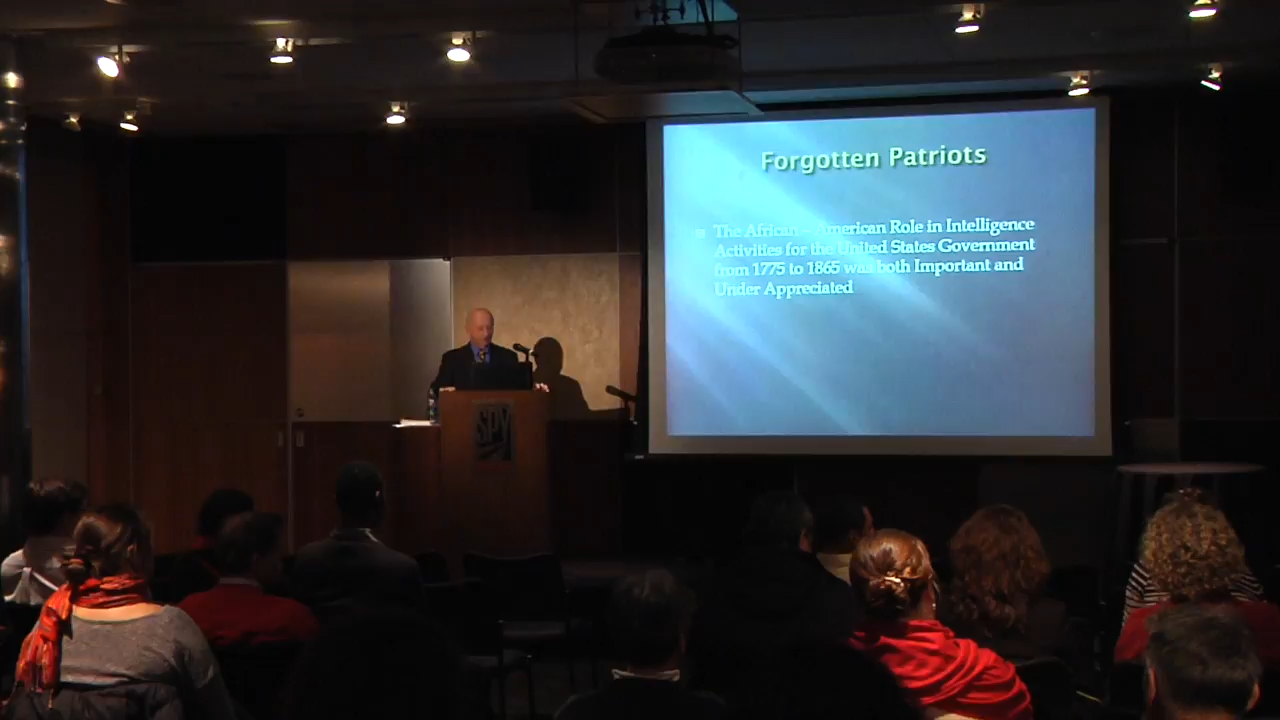 Forgotten Patriots
The African - American Role in Intelligence
Activities for the United States Government
from 1775 to 1865 was both Important and
Under Appreciated
SPY